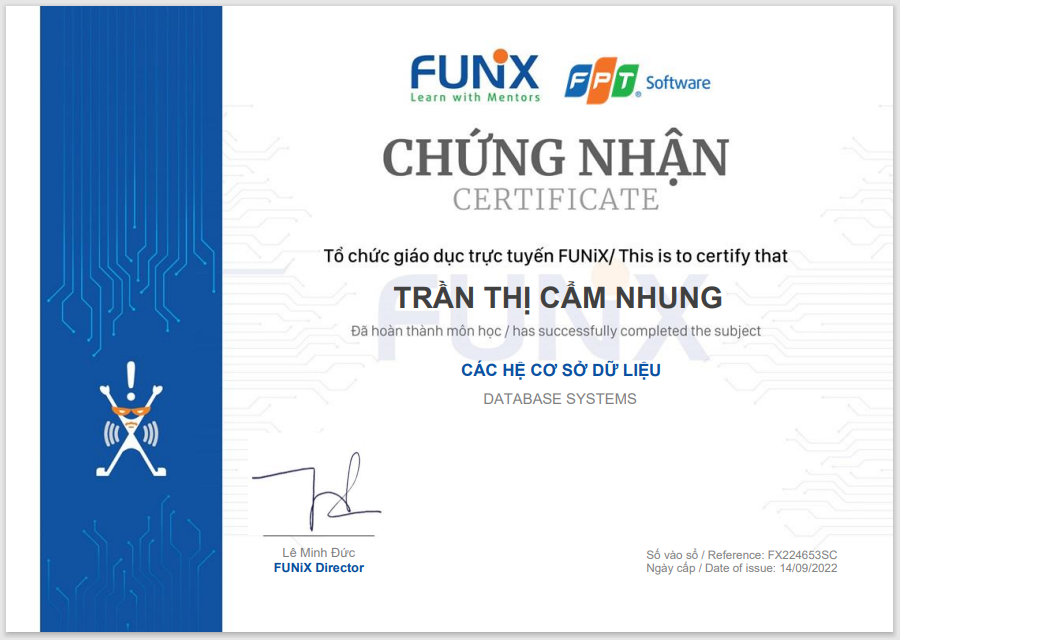 FUNiX
Learn with Mentors
FPT Software
CHỨNG NHẬN
CERTIFICATE
Tổ chức giáo dục trực tuyến FUNiX/ This is to certify that
TRẦN THỊ CẨM NHUNG
Đã hoàn thành môn học / has successfully completed the subject
FUNiX
CÁC HỆ CƠ SỞ DỮ LIỆU
DATABASE SYSTEMS
Lê Minh Đức
FUNiX Director
Số vào sổ / Reference: FX224653SC
Ngày cấp / Date of issue: 14/09/2022